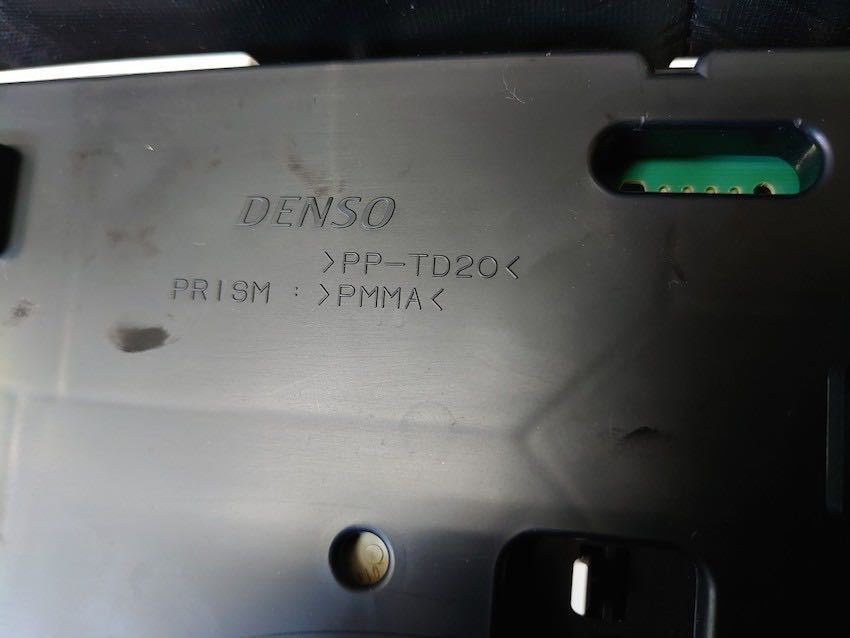 DENSO
>PP-TD20<
PRISM : >PMMA<